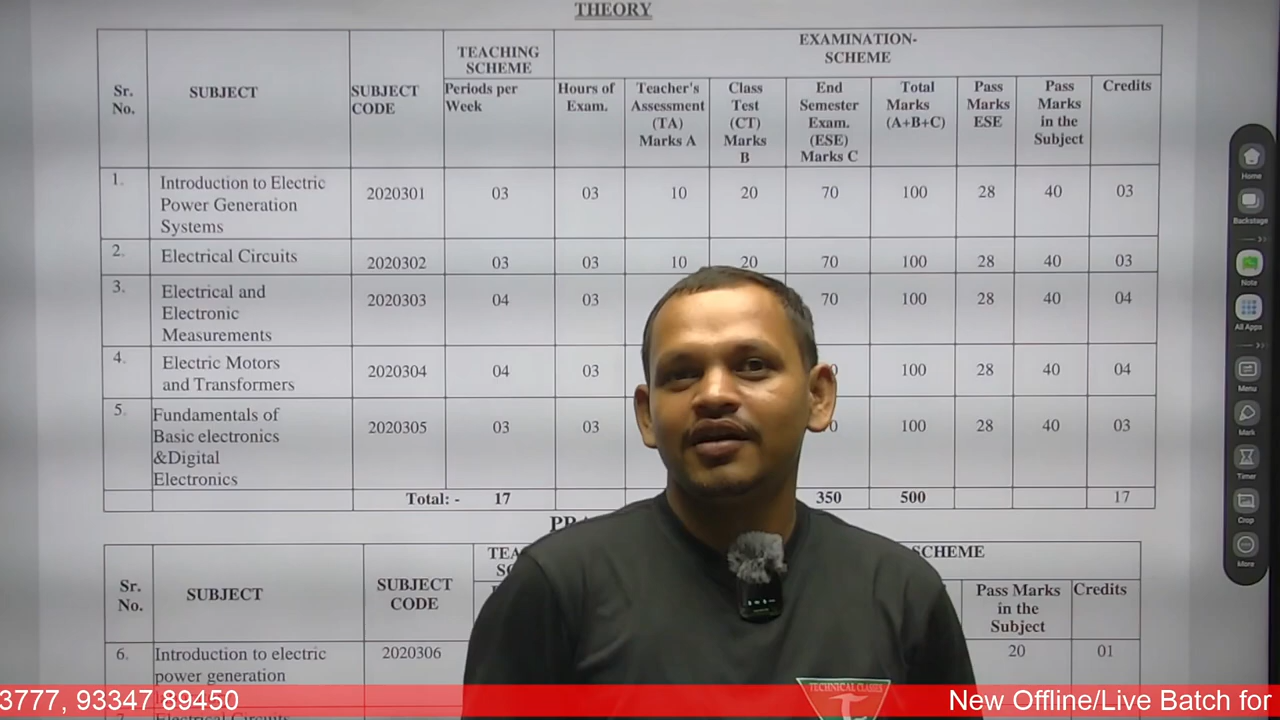 THEORY
Sr. No. SUBJECT SUBJECT CODE TEACHING SCHEME EXAMINATION-SCHEME
Periods per Week Hours of Exam. Teacher's Assessment (TA) Marks A Class Test (CT) Marks B End Semester Exam. (ESE) Marks C Total Marks (A+B+C) Pass Marks ESE Pass Marks in the Subject Credits
1. Introduction to Electric Power Generation Systems 2020301 03 03 10 20 70 100 28 40 03
2. Electrical Circuits 2020302 03 03 10 20 70 100 28 40 03
3. Electrical and Electronic Measurements 2020303 04 03 70 100 28 40 04
4. Electric Motors and Transformers 2020304 04 03 100 28 40 04
5. Fundamentals of Basic electronics &Digital Electronics 2020305 03 03 100 28 40 03
Total: - 17 350 500 17
Sr. No. SUBJECT SUBJECT CODE SCHEME
Pass Marks in the Subject Credits
6. Introduction to electric power generation 2020306 20 01
Electrical Circuits
TECHNICAL CLASSES
3777, 93347 89450 New Offline/Live Batch for
Home
Backstage
Note
All Apps
Menu
Mark
Timer
Crop
More